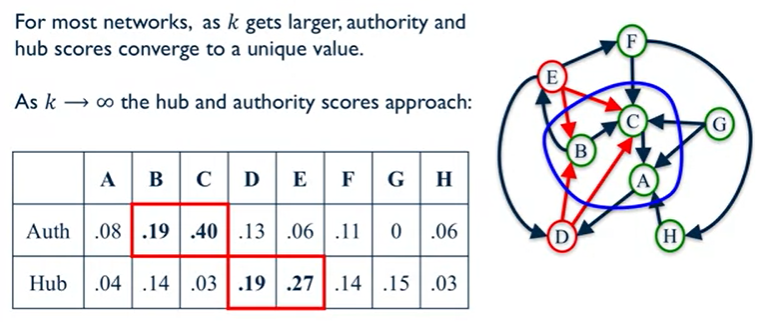 For most networks, as k gets larger, authority and
hub scores converge to a unique value.
As k → ∞ the hub and authority scores approach:
A B C D E F G H
Auth .08 .19 .40 .13 .06 .11 0 .06
Hub .04 .14 .03 .19 .27 .14 .15 .03
F
E
C
G
B
A
D
H